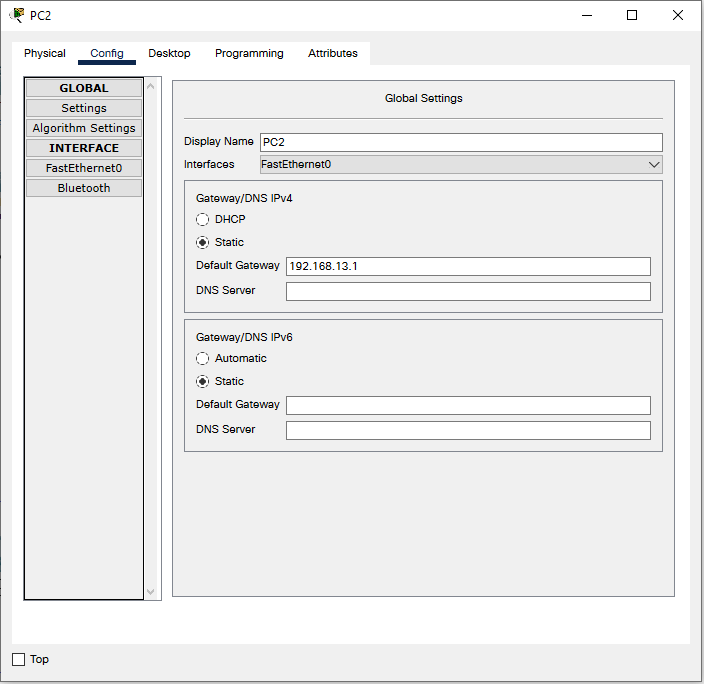 PC2
Physical Config Desktop Programming Attributes
GLOBAL
Settings
Algorithm Settings
INTERFACE
FastEthernet0
Bluetooth
Global Settings
Display Name PC2
Interfaces FastEthernet0
Gateway/DNS IPv4
DHCP
Static
Default Gateway 192.168.13.1
DNS Server
Gateway/DNS IPv6
Automatic
Static
Default Gateway
DNS Server
Top